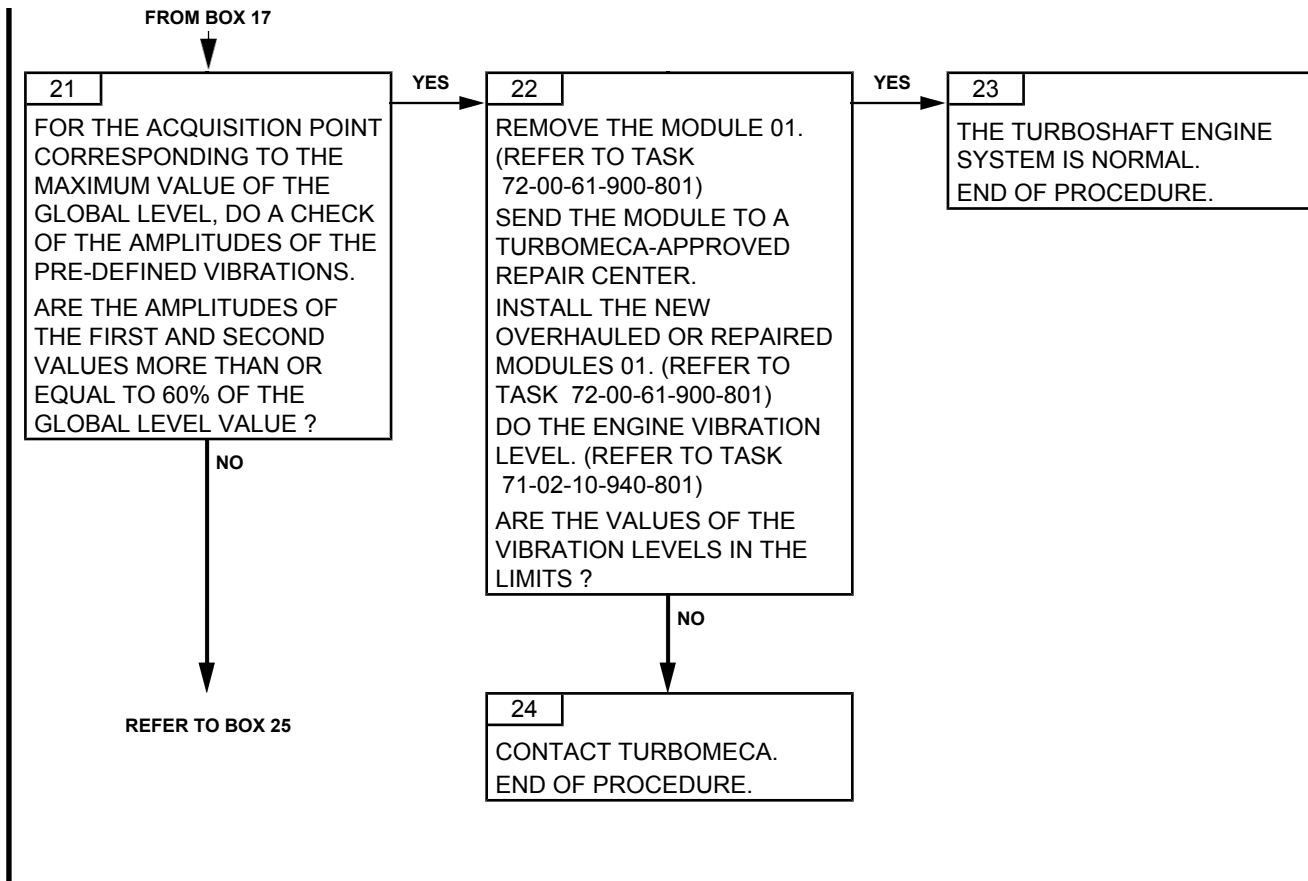 FROM BOX 17
21
FOR THE ACQUISITION POINT
CORRESPONDING TO THE
MAXIMUM VALUE OF THE
GLOBAL LEVEL, DO A CHECK
OF THE AMPLITUDES OF THE
PRE-DEFINED VIBRATIONS.
ARE THE AMPLITUDES OF
THE FIRST AND SECOND
VALUES MORE THAN OR
EQUAL TO 60% OF THE
GLOBAL LEVEL VALUE ?
YES
22
REMOVE THE MODULE 01.
(REFER TO TASK
72-00-61-900-801)
SEND THE MODULE TO A
TURBOMECA-APPROVED
REPAIR CENTER.
INSTALL THE NEW
OVERHAULED OR REPAIRED
MODULES 01. (REFER TO
TASK 72-00-61-900-801)
DO THE ENGINE VIBRATION
LEVEL. (REFER TO TASK
71-02-10-940-801)
ARE THE VALUES OF THE
VIBRATION LEVELS IN THE
LIMITS ?
YES
23
THE TURBOSHAFT ENGINE
SYSTEM IS NORMAL.
END OF PROCEDURE.
NO
REFER TO BOX 25
NO
24
CONTACT TURBOMECA.
END OF PROCEDURE.